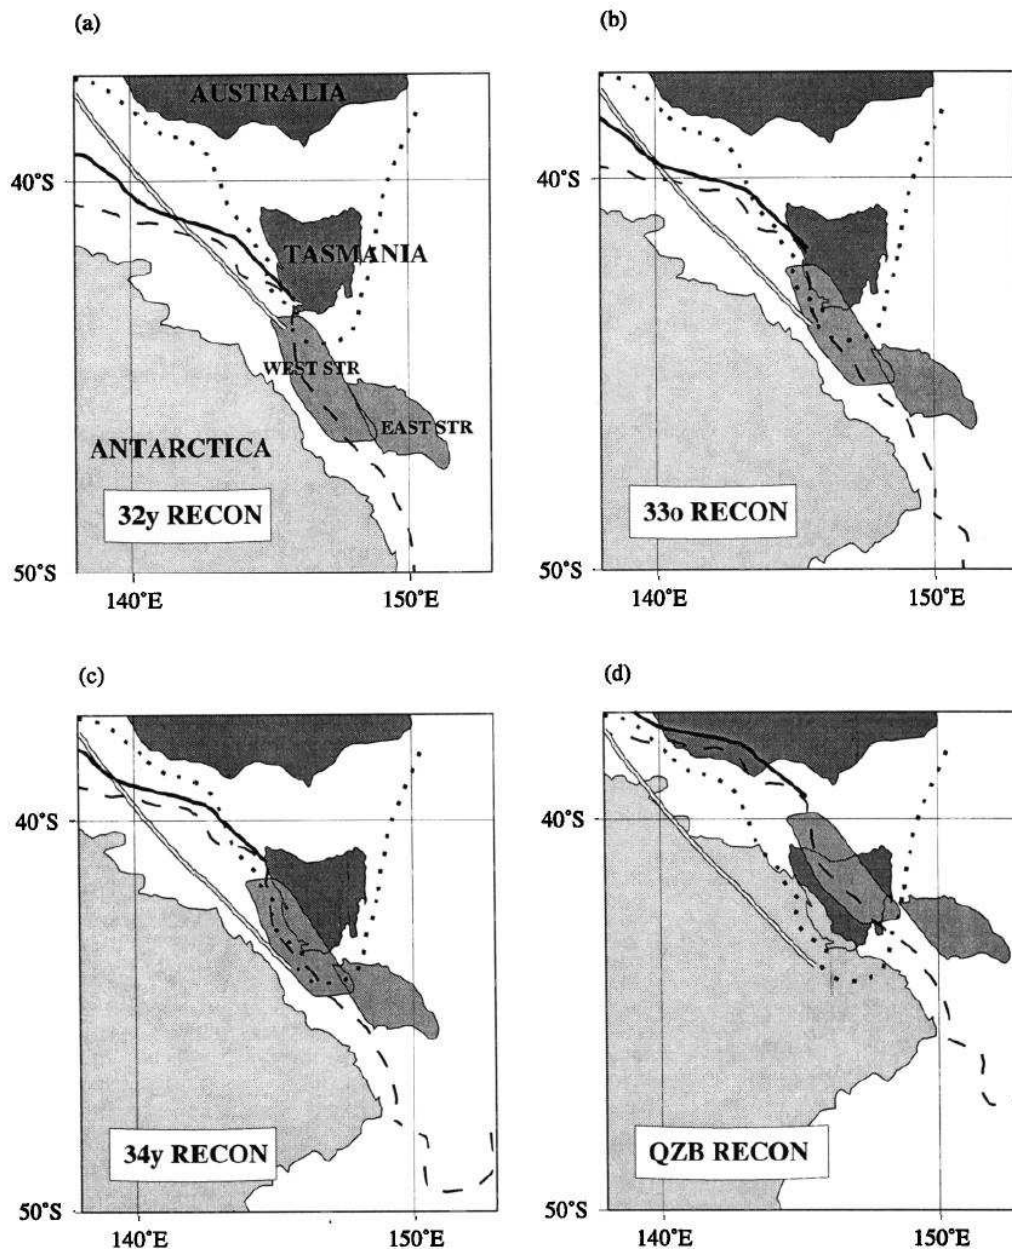 (a)
AUSTRALIA
40°S
TASMANIA
WEST STR
EAST STR
ANTARCTICA
32y RECON
50°S
140°E
150°E
(b)
40°S
33o RECON
50°S
140°E
150°E
(c)
40°S
34y RECON
50°S
140°E
150°E
(d)
40°S
QZB RECON
50°S
140°E
150°E